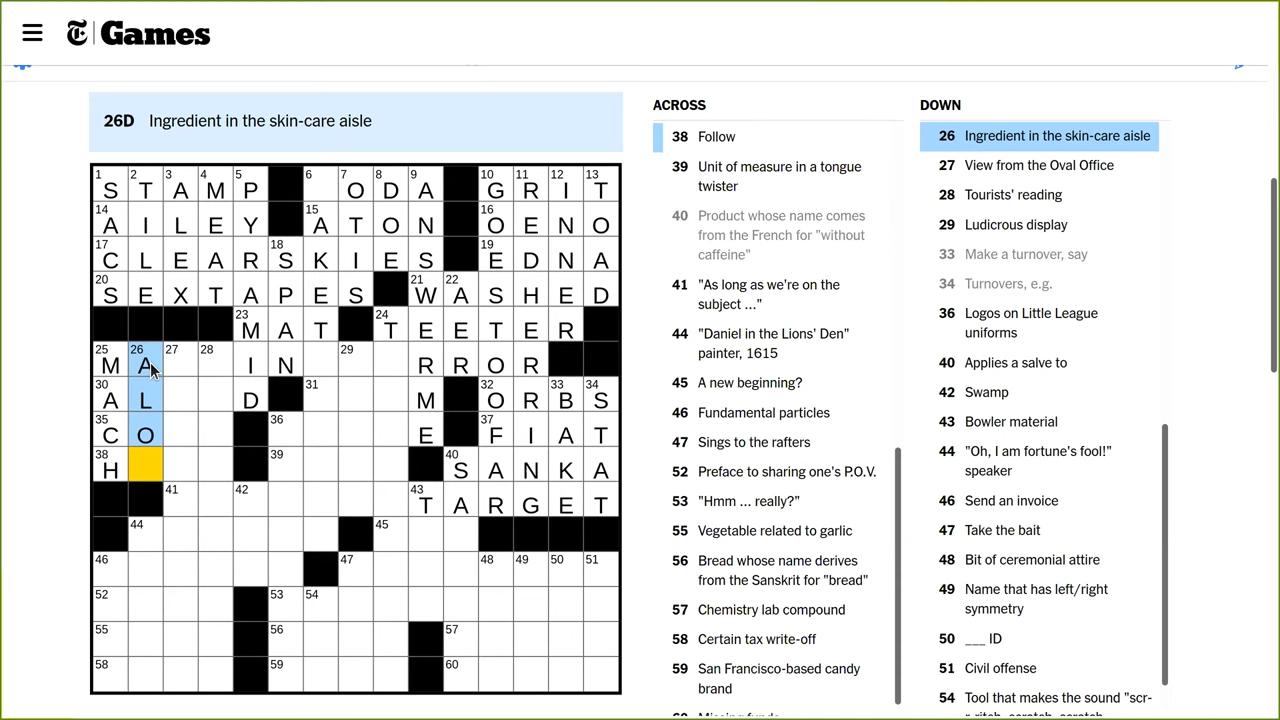 Games
26D Ingredient in the skin-care aisle
1 2 3 4 5 6 7 8 9 10 11 12 13
S T A M P O D A G R I T
14 15 16
A I L E Y A T O N O E N O
17 18 19
C L E A R S K I E S E D N A
20 21 22
S E X T A P E S W A S H E D
23 24
M A T T E E T E R
25 26 27 28 29
M A I N R R O R
30 31 32 33 34
A L D M O R B S
35 36 37
C O E F I A T
38 39 40
H S A N K A
41 42 43
T A R G E T
44 45
46 47 48 49 50 51
52 53 54
55 56 57
58 59 60
ACROSS
38 Follow
39 Unit of measure in a tongue
twister
40 Product whose name comes
from the French for "without
caffeine"
41 "As long as we're on the
subject ..."
44 "Daniel in the Lions' Den"
painter, 1615
45 A new beginning?
46 Fundamental particles
47 Sings to the rafters
52 Preface to sharing one's P.O.V.
53 "Hmm ... really?"
55 Vegetable related to garlic
56 Bread whose name derives
from the Sanskrit for "bread"
57 Chemistry lab compound
58 Certain tax write-off
59 San Francisco-based candy
brand
DOWN
26 Ingredient in the skin-care aisle
27 View from the Oval Office
28 Tourists' reading
29 Ludicrous display
33 Make a turnover, say
34 Turnovers, e.g.
36 Logos on Little League
uniforms
40 Applies a salve to
42 Swamp
43 Bowler material
44 "Oh, I am fortune's fool!"
speaker
46 Send an invoice
47 Take the bait
48 Bit of ceremonial attire
49 Name that has left/right
symmetry
50 ___ ID
51 Civil offense
54 Tool that makes the sound "scr-